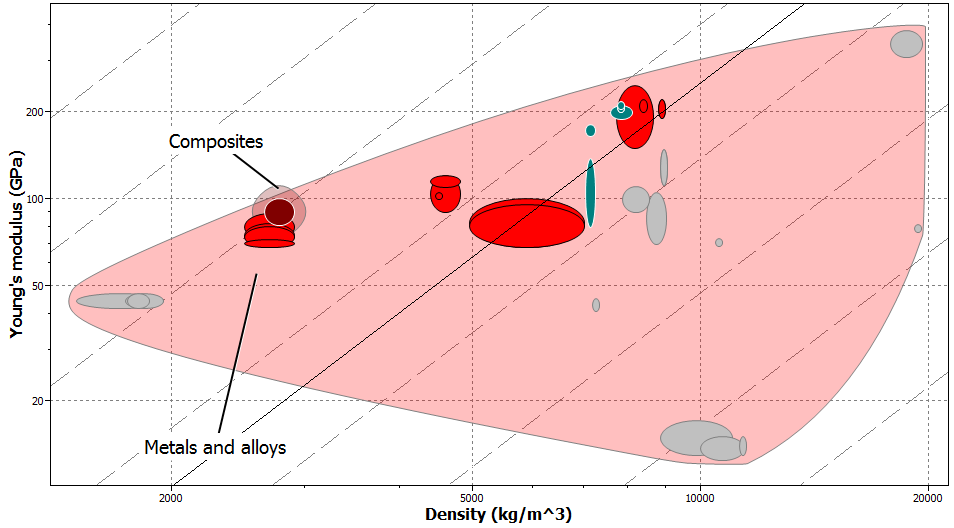 200
100
50
20
Young's modulus (GPa)
Composites
Metals and alloys
2000
5000
10000
20000
Density (kg/m^3)